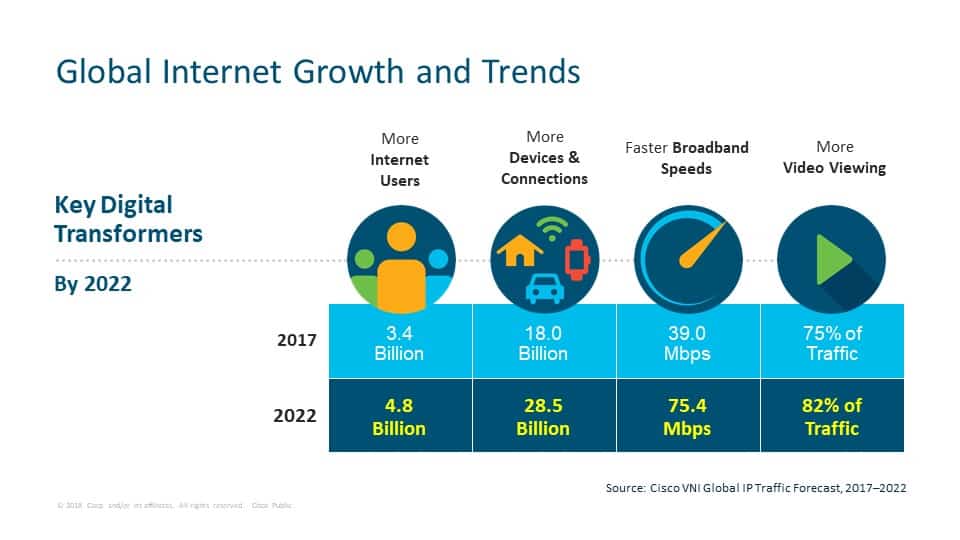 Global Internet Growth and Trends
More
Internet
Users
More
Devices &
Connections
Faster Broadband
Speeds
More
Video Viewing
Key Digital
Transformers
By 2022
2017
3.4
Billion
18.0
Billion
39.0
Mbps
75% of
Traffic
2022
4.8
Billion
28.5
Billion
75.4
Mbps
82% of
Traffic
Source: Cisco VNI Global IP Traffic Forecast, 2017–2022
© 2018 Corp. and/or its affiliates. All rights reserved. Cisco Public